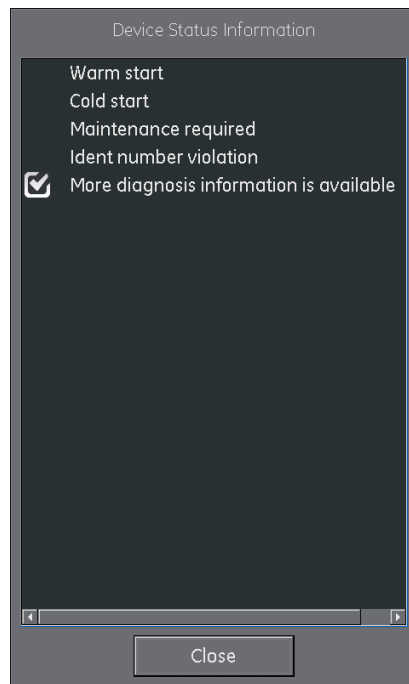 Device Status Information
Warm start
Cold start
Maintenance required
Ident number violation
More diagnosis information is available
Close